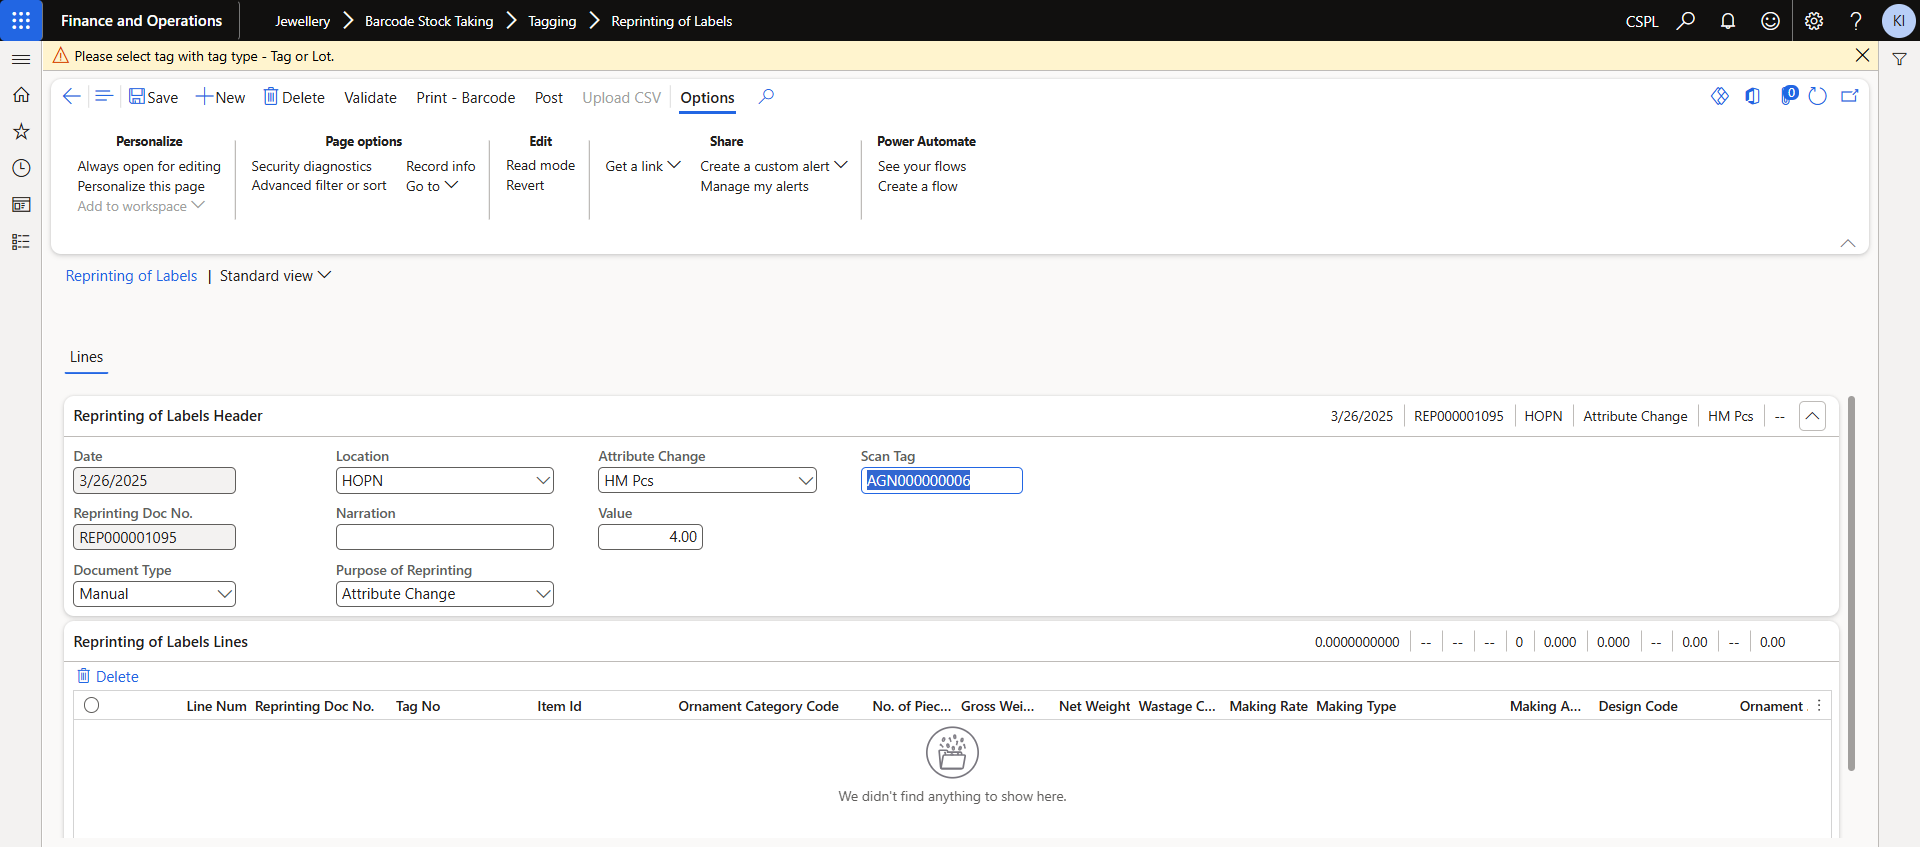 Finance and Operations
Jewellery > Barcode Stock Taking > Tagging > Reprinting of Labels
CSPL
KI
Please select tag with tag type - Tag or Lot.
Save New Delete Validate Print - Barcode Post Upload CSV Options
0
Personalize
Always open for editing
Personalize this page
Add to workspace
Page options
Security diagnostics
Advanced filter or sort
Record info
Go to
Edit
Read mode
Revert
Share
Get a link
Create a custom alert
Manage my alerts
Power Automate
See your flows
Create a flow
Reprinting of Labels | Standard view
Lines
Reprinting of Labels Header
3/26/2025 REP000001095 HOPN Attribute Change HM Pcs --
Date
3/26/2025
Reprinting Doc No.
REP000001095
Document Type
Manual
Location
HOPN
Narration
Purpose of Reprinting
Attribute Change
Attribute Change
HM Pcs
Value
4.00
Scan Tag
AGN000000006
Reprinting of Labels Lines
0.0000000000 -- -- -- 0 0.000 0.000 -- 0.00 -- 0.00
Delete
Line Num Reprinting Doc No. Tag No Item Id Ornament Category Code No. of Piec... Gross Wei... Net Weight Wastage C... Making Rate Making Type Making A... Design Code Ornament
We didn't find anything to show here.